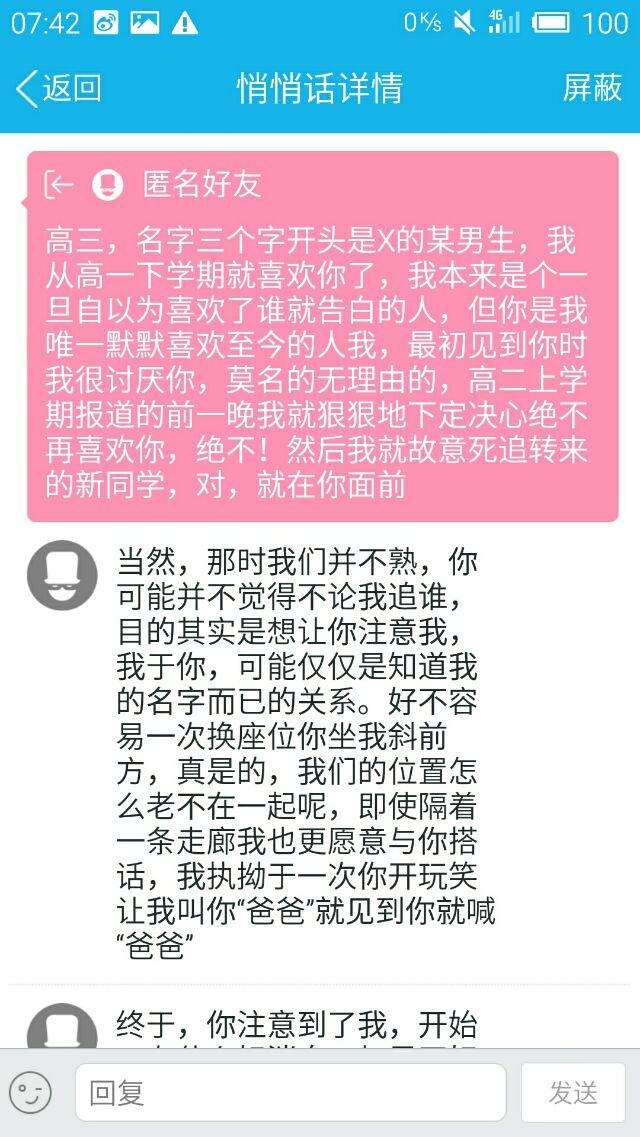 07:42
0K/s
4G
100
返回
悄悄话详情
屏蔽
匿名好友
高三，名字三个字开头是X的某男生，我
从高一下学期就喜欢你了，我本来是个一
旦自以为喜欢了谁就告白的人，但你是我
唯一默默喜欢至今的人我，最初见到你时
我很讨厌你，莫名的无理由的，高二上学
期报道的前一晚我就狠狠地下定决心绝不
再喜欢你，绝不！然后我就故意死追转来
的新同学，对，就在你面前
当然，那时我们并不熟，你
可能并不觉得不论我追谁，
目的其实是想让你注意我，
我于你，可能仅仅是知道我
的名字而已的关系。好不容
易一次换座位你坐我斜前
方，真是的，我们的位置怎
么老不在一起呢，即使隔着
一条走廊我也更愿意与你搭
话，我执拗于一次你开玩笑
让我叫你“爸爸”就见到你就喊
“爸爸”
终于，你注意到了我，开始
回复
发送